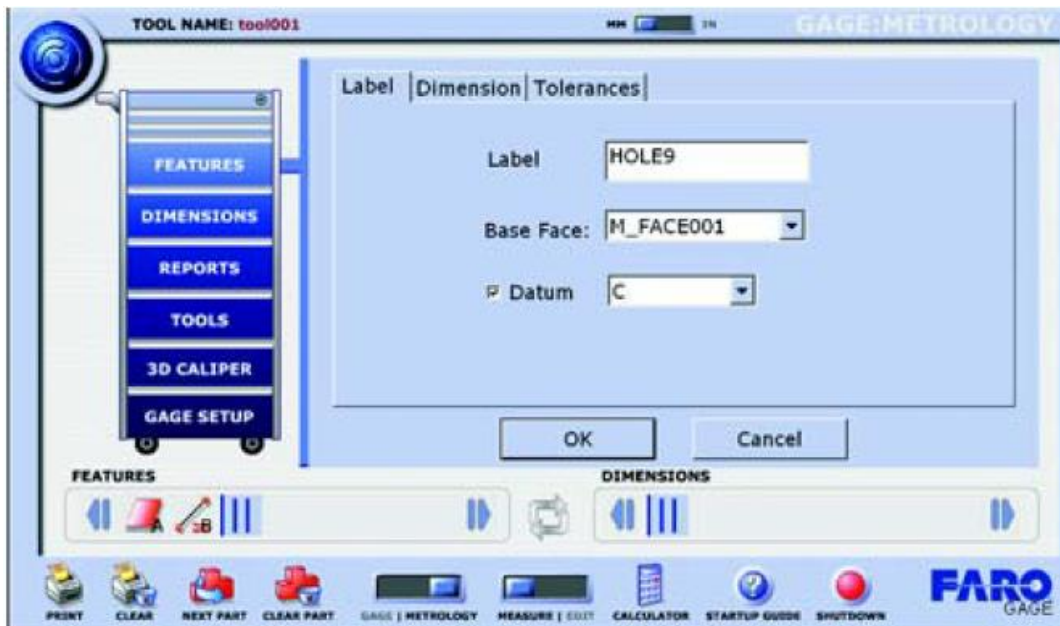 TOOL NAME: tool001
MM IN
GAGE:METROLOGY
Label Dimension Tolerances
FEATURES
DIMENSIONS
REPORTS
TOOLS
3D CALIPER
GAGE SETUP
Label HOLE9
Base Face: M_FACE001
Datum C
OK Cancel
FEATURES DIMENSIONS
A B
PRINT CLEAR NEXT PART CLEAR PART GAGE | METROLOGY MEASURE | EDIT CALCULATOR STARTUP GUIDE SHUTDOWN
FARO
GAGE